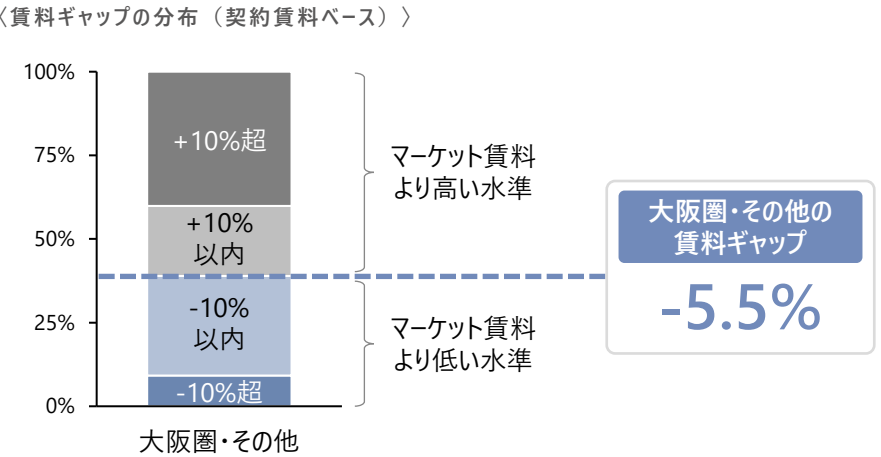 〈賃料ギャップの分布（契約賃料ベース）〉
100%
75%
50%
25%
0%
+10%超
+10%
以内
-10%
以内
-10%超
マーケット賃料
より高い水準
マーケット賃料
より低い水準
大阪圏・その他の
賃料ギャップ
-5.5%
大阪圏・その他